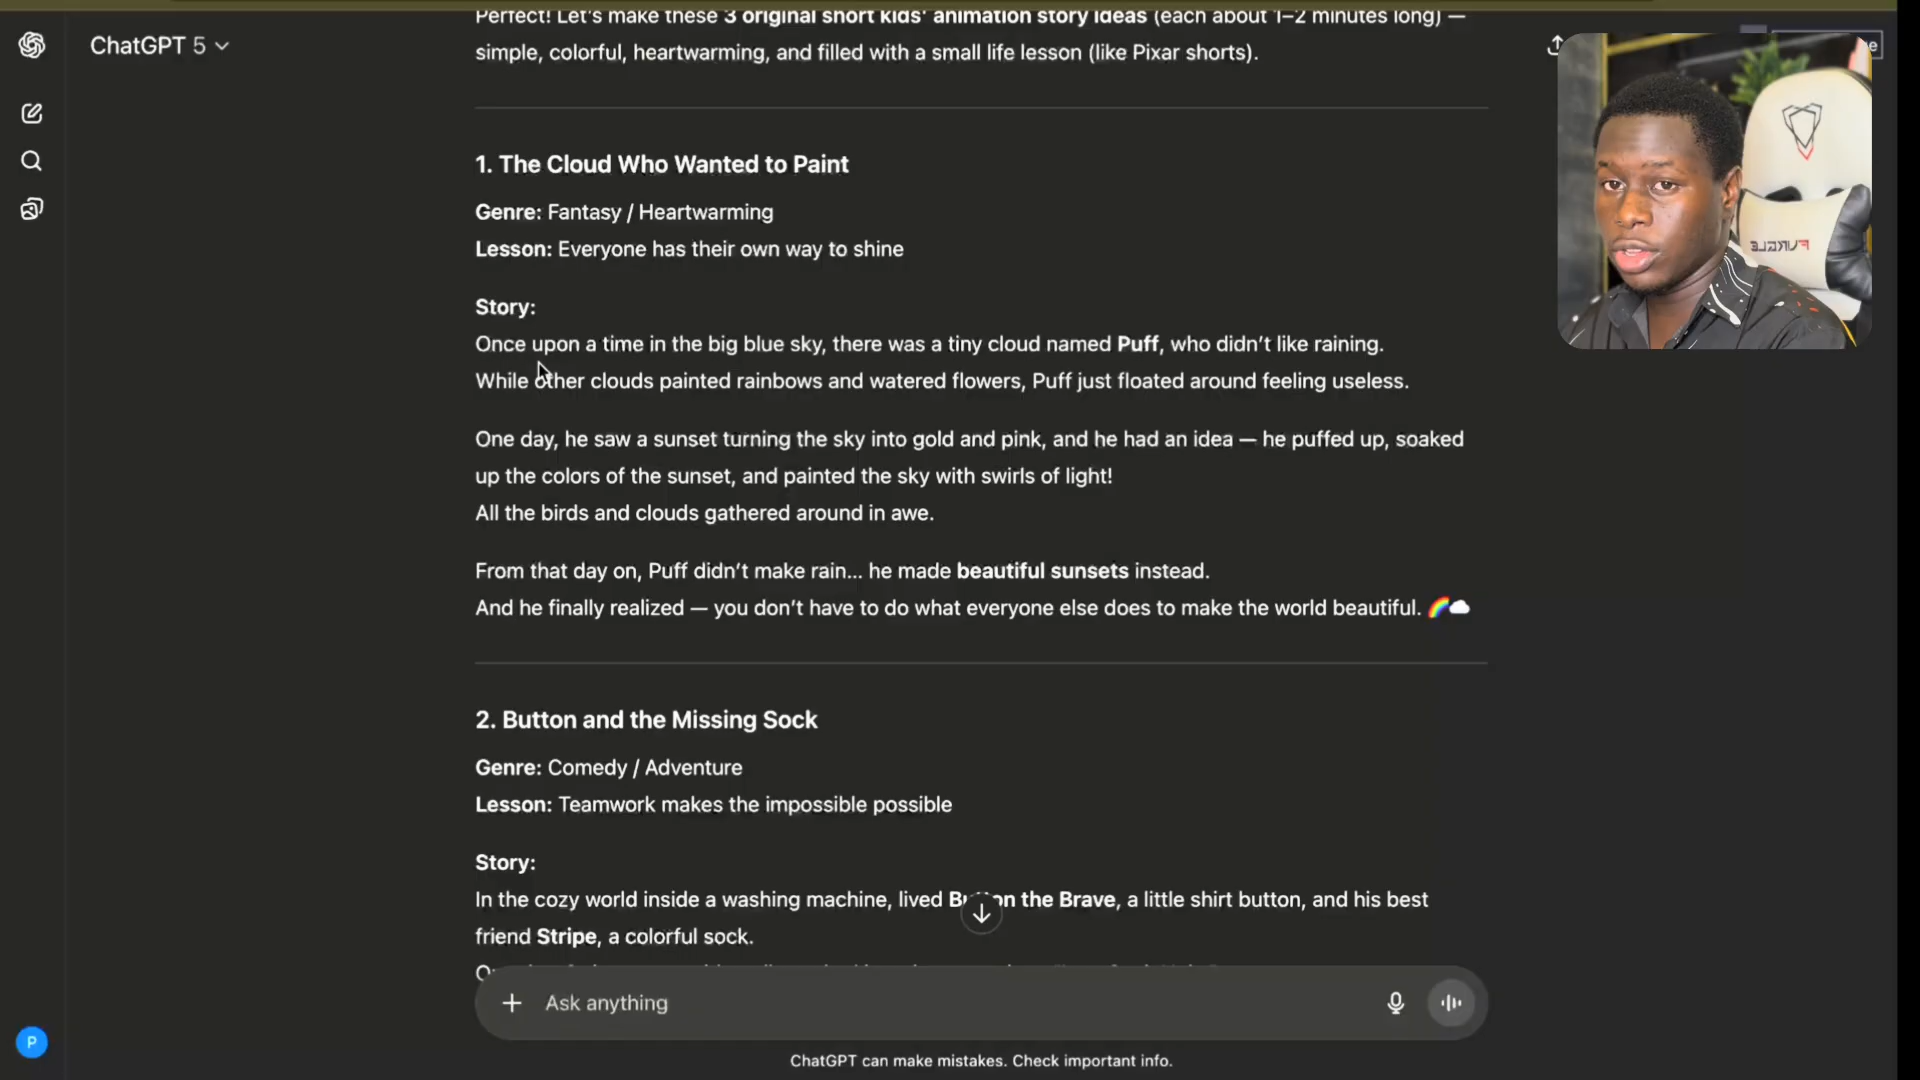 Perfect! Let's make these 3 original short kids' animation story ideas (each about 1–2 minutes long) —
ChatGPT 5
simple, colorful, heartwarming, and filled with a small life lesson (like Pixar shorts).
1. The Cloud Who Wanted to Paint
Genre: Fantasy / Heartwarming
Lesson: Everyone has their own way to shine
FURGLE
Story:
Once upon a time in the big blue sky, there was a tiny cloud named Puff, who didn't like raining.
While other clouds painted rainbows and watered flowers, Puff just floated around feeling useless.
One day, he saw a sunset turning the sky into gold and pink, and he had an idea — he puffed up, soaked
up the colors of the sunset, and painted the sky with swirls of light!
All the birds and clouds gathered around in awe.
From that day on, Puff didn't make rain... he made beautiful sunsets instead.
And he finally realized — you don't have to do what everyone else does to make the world beautiful. 🌈☁️
2. Button and the Missing Sock
Genre: Comedy / Adventure
Lesson: Teamwork makes the impossible possible
Story:
In the cozy world inside a washing machine, lived Button the Brave, a little shirt button, and his best
friend Stripe, a colorful sock.
Ask anything
P
ChatGPT can make mistakes. Check important info.